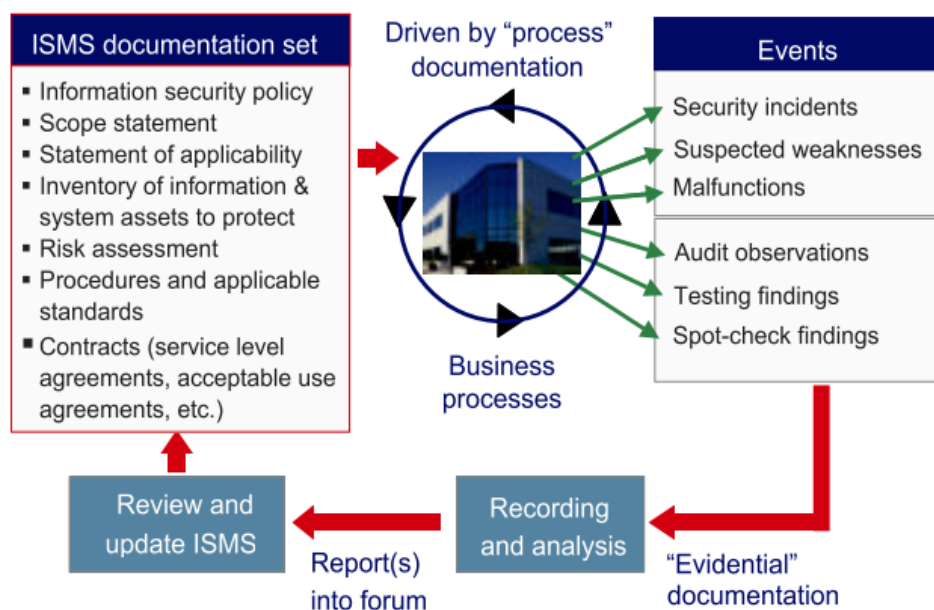 ISMS documentation set
▪ Information security policy
▪ Scope statement
▪ Statement of applicability
▪ Inventory of information &
system assets to protect
▪ Risk assessment
▪ Procedures and applicable
standards
▪ Contracts (service level
agreements, acceptable use
agreements, etc.)
Driven by “process”
documentation
Business
processes
Events
Security incidents
Suspected weaknesses
Malfunctions
Audit observations
Testing findings
Spot-check findings
“Evidential”
documentation
Recording
and analysis
Report(s)
into forum
Review and
update ISMS